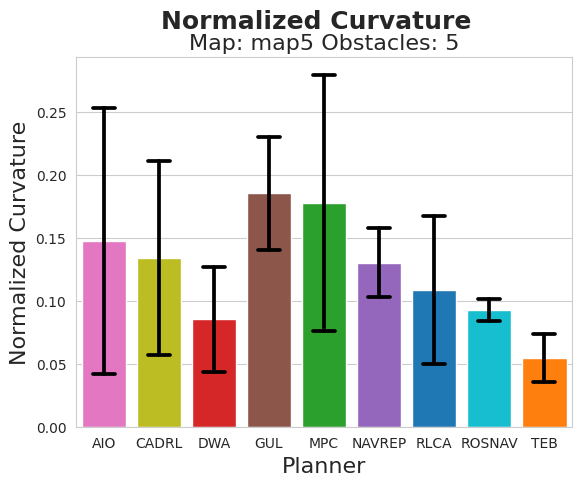 Normalized Curvature
Map: map5 Obstacles: 5
Normalized Curvature
0.25
0.20
0.15
0.10
0.05
0.00
AIO CADRL DWA GUL MPC NAVREP RLCA ROSNAV TEB
Planner